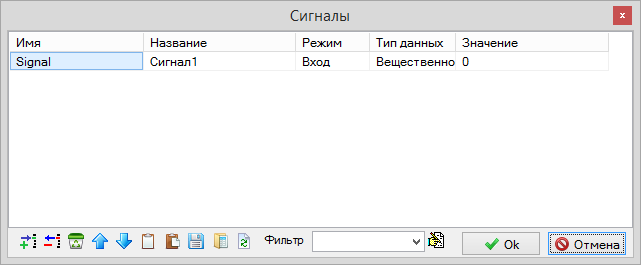 Сигналы
Имя Название Режим Тип данных Значение
Signal Сигнал1 Вход Вещественно 0
Фильтр Ok Отмена